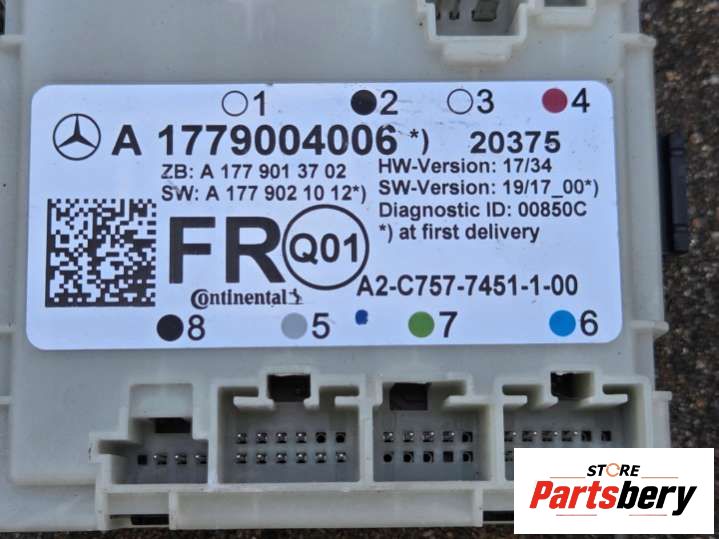 1 2 3 4
A 1779004006 *) 20375
ZB: A 177 901 37 02 HW-Version: 17/34
SW: A 177 902 10 12*) SW-Version: 19/17_00*)
Diagnostic ID: 00850C
*) at first delivery
FR Q01
Continental A2-C757-7451-1-00
8 5 7 6
STORE
Partsbery